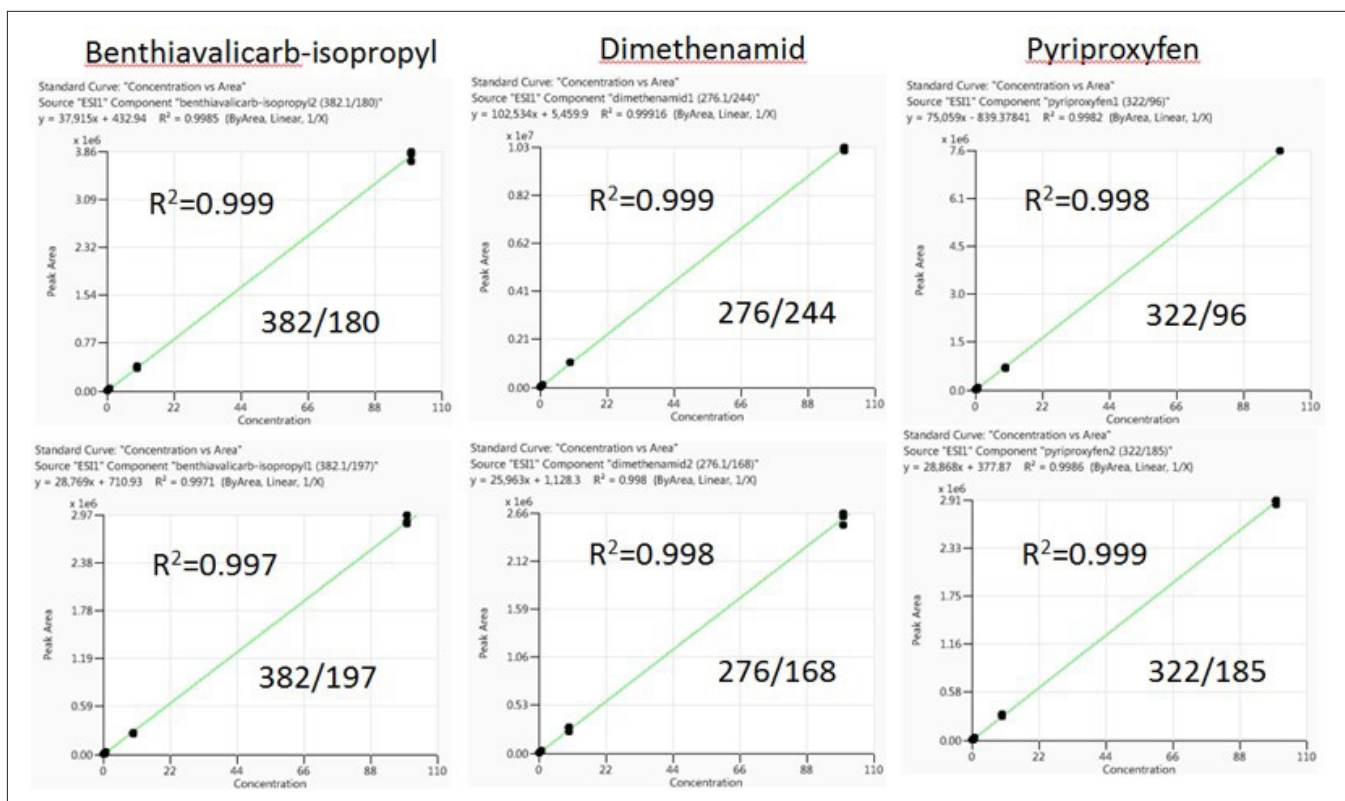 Benthiavalicarb-isopropyl
Standard Curve: "Concentration vs Area"
Source "ESI1" Component "benthiavalicarb-isopropyl2 (382.1/180)"
y = 37,915x + 432.94 R² = 0.9985 (ByArea, Linear, 1/X)
x 1e6
3.86
3.09
2.32
1.54
0.77
0.00
Peak Area
R²=0.999
382/180
0 22 44 66 88 110
Concentration
Dimethenamid
Standard Curve: "Concentration vs Area"
Source "ESI1" Component "dimethenamid1 (276.1/244)"
y = 102,534x + 5,459.9 R² = 0.99916 (ByArea, Linear, 1/X)
x 1e7
1.03
0.82
0.62
0.41
0.21
0.00
Peak Area
R²=0.999
276/244
0 22 44 66 88 110
Concentration
Pyriproxyfen
Standard Curve: "Concentration vs Area"
Source "ESI1" Component "pyriproxyfen1 (322/96)"
y = 75,059x - 839.37841 R² = 0.9982 (ByArea, Linear, 1/X)
x 1e6
7.6
6.1
4.5
3.0
1.5
0.0
Peak Area
R²=0.998
322/96
0 22 44 66 88 110
Concentration
Standard Curve: "Concentration vs Area"
Source "ESI1" Component "benthiavalicarb-isopropyl1 (382.1/197)"
y = 28,769x + 710.93 R² = 0.9971 (ByArea, Linear, 1/X)
x 1e6
2.97
2.38
1.78
1.19
0.59
0.00
Peak Area
R²=0.997
382/197
0 22 44 66 88 110
Concentration
Standard Curve: "Concentration vs Area"
Source "ESI1" Component "dimethenamid2 (276.1/168)"
y = 25,963x + 1,128.3 R² = 0.998 (ByArea, Linear, 1/X)
x 1e6
2.66
2.12
1.59
1.06
0.53
0.00
Peak Area
R²=0.998
276/168
0 22 44 66 88 110
Concentration
Standard Curve: "Concentration vs Area"
Source "ESI1" Component "pyriproxyfen2 (322/185)"
y = 28,868x + 377.87 R² = 0.9986 (ByArea, Linear, 1/X)
x 1e6
2.91
2.33
1.75
1.16
0.58
0.00
Peak Area
R²=0.999
322/185
0 22 44 66 88 110
Concentration